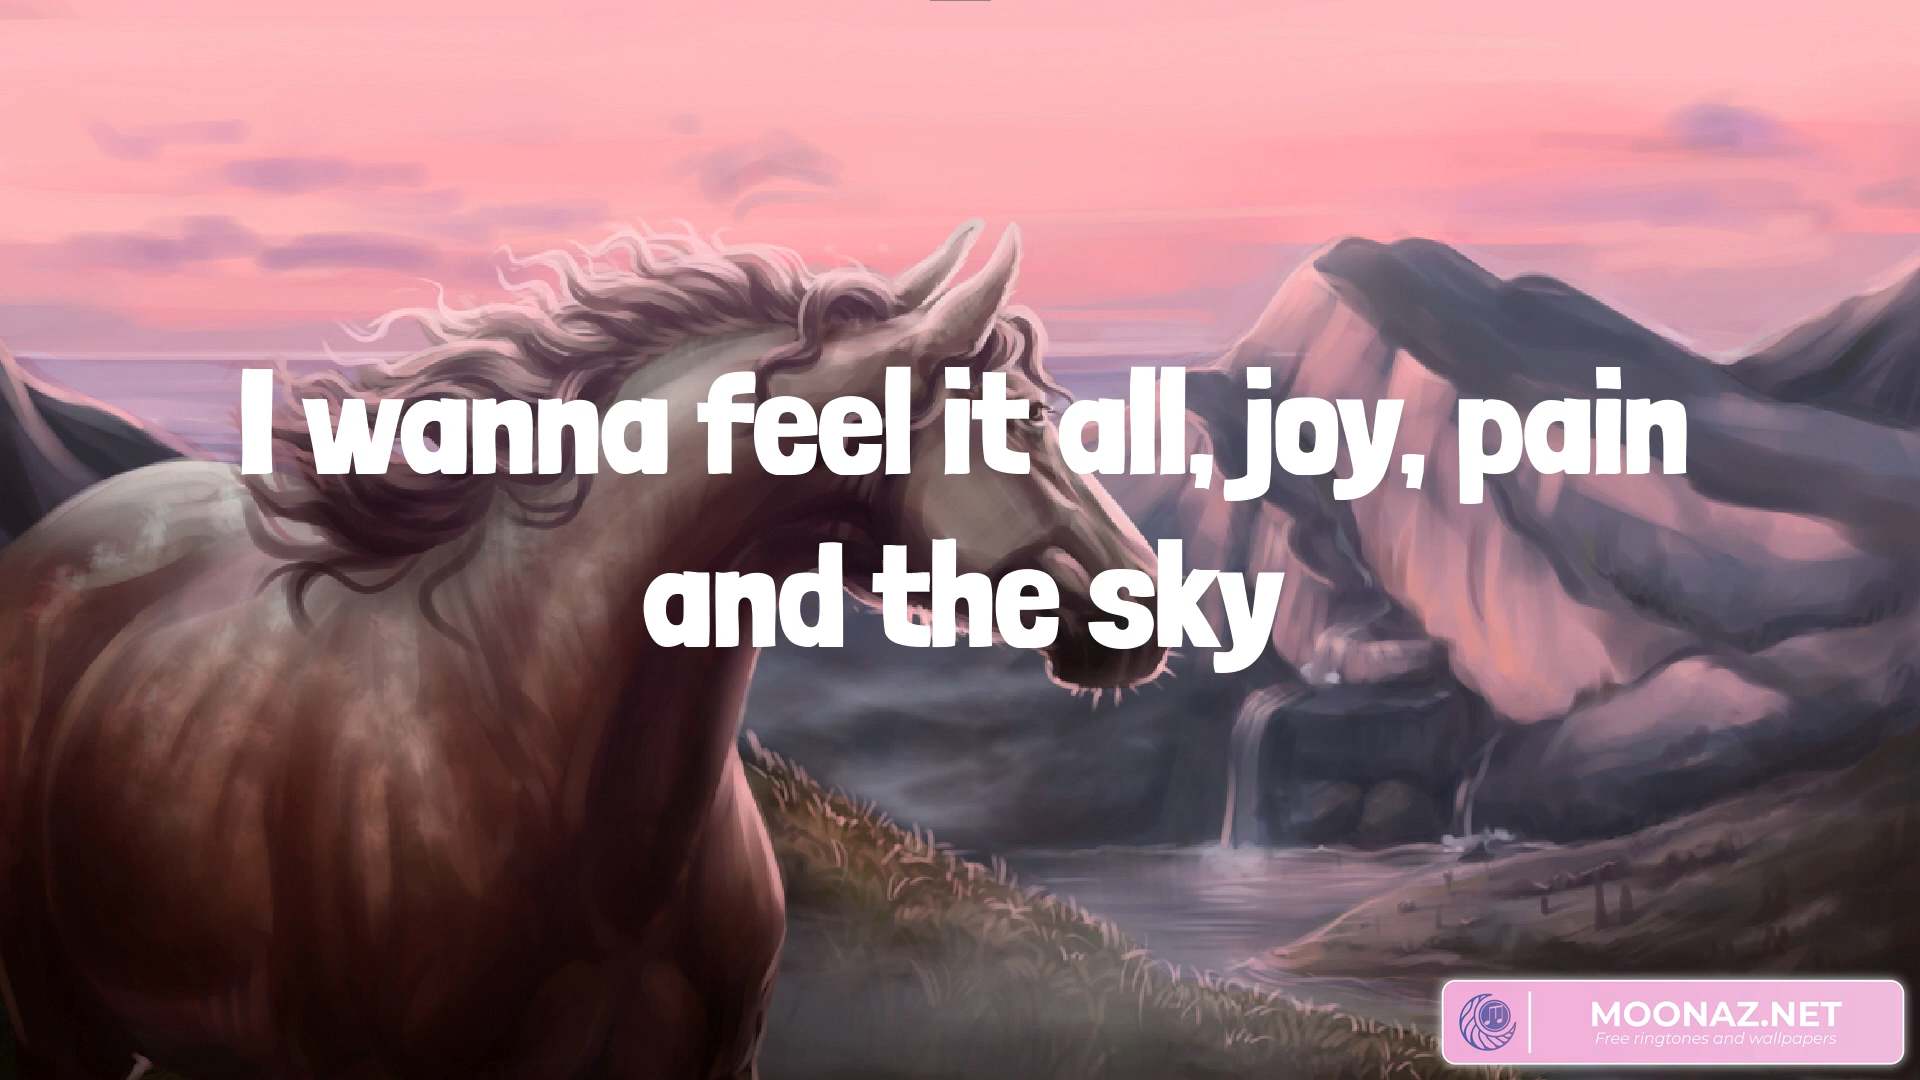 I wanna feel it all, joy, pain
and the sky
MOONAZ.NET
Free ringtones and wallpapers